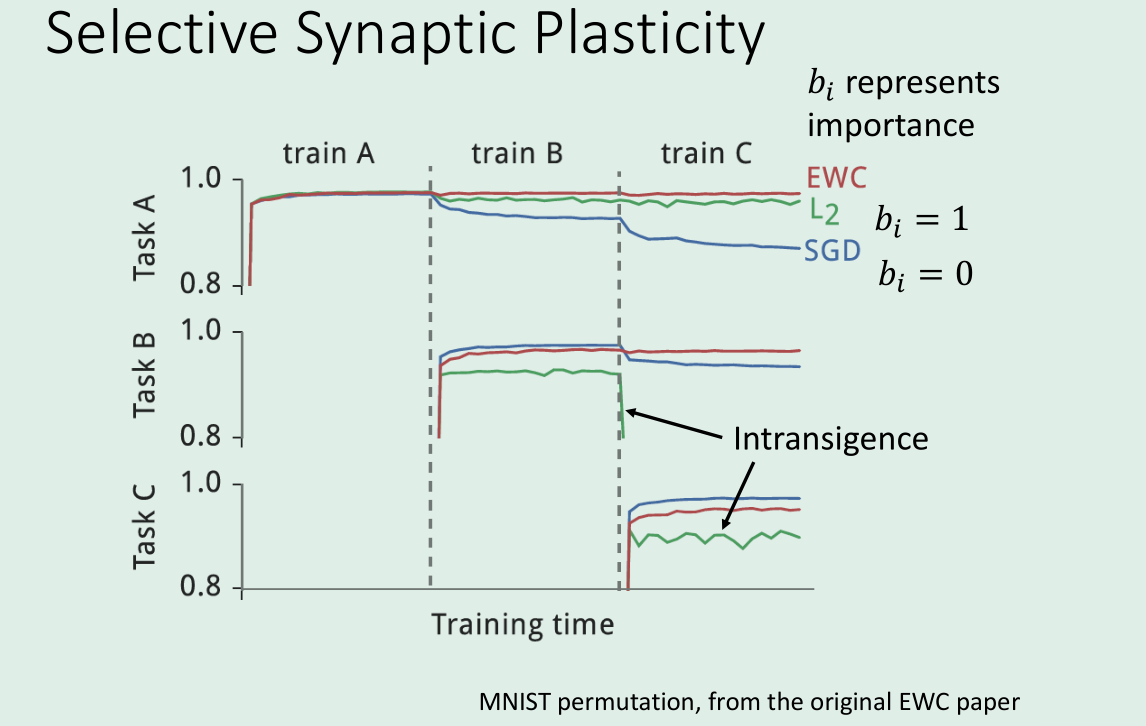 Selective Synaptic Plasticity
b_i represents
importance
train A
train B
train C
1.0
Task A
0.8
EWC
L2
b_i = 1
SGD
b_i = 0
1.0
Task B
0.8
Intransigence
1.0
Task C
0.8
Training time
MNIST permutation, from the original EWC paper